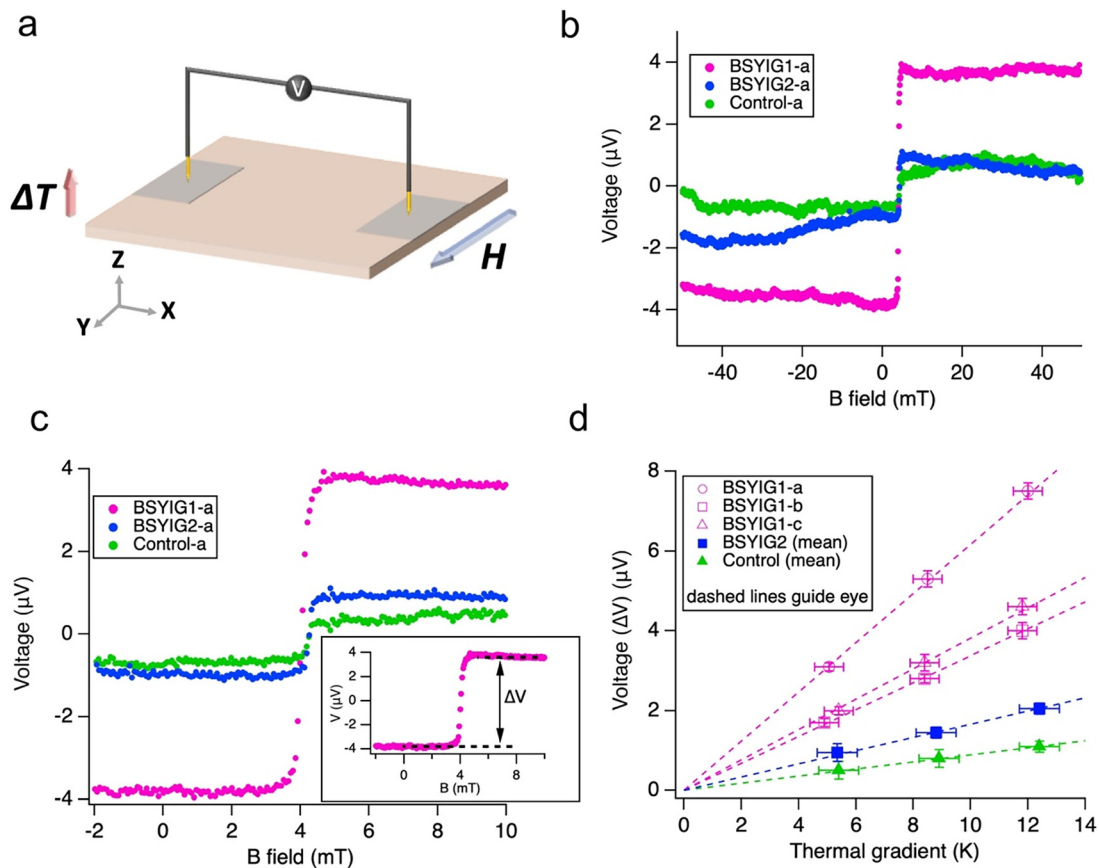 a
V
ΔT
H
Z
Y
X
b
BSYIG1-a
BSYIG2-a
Control-a
4
2
0
-2
-4
Voltage (μV)
-40
-20
0
20
40
B field (mT)
c
BSYIG1-a
BSYIG2-a
Control-a
4
2
0
-2
-4
Voltage (μV)
-2
0
2
4
6
8
10
B field (mT)
4
2
0
-2
-4
V (μV)
ΔV
0
4
8
B (mT)
d
BSYIG1-a
BSYIG1-b
BSYIG1-c
BSYIG2 (mean)
Control (mean)
dashed lines guide eye
8
6
4
2
0
Voltage (ΔV) (μV)
0
2
4
6
8
10
12
14
Thermal gradient (K)